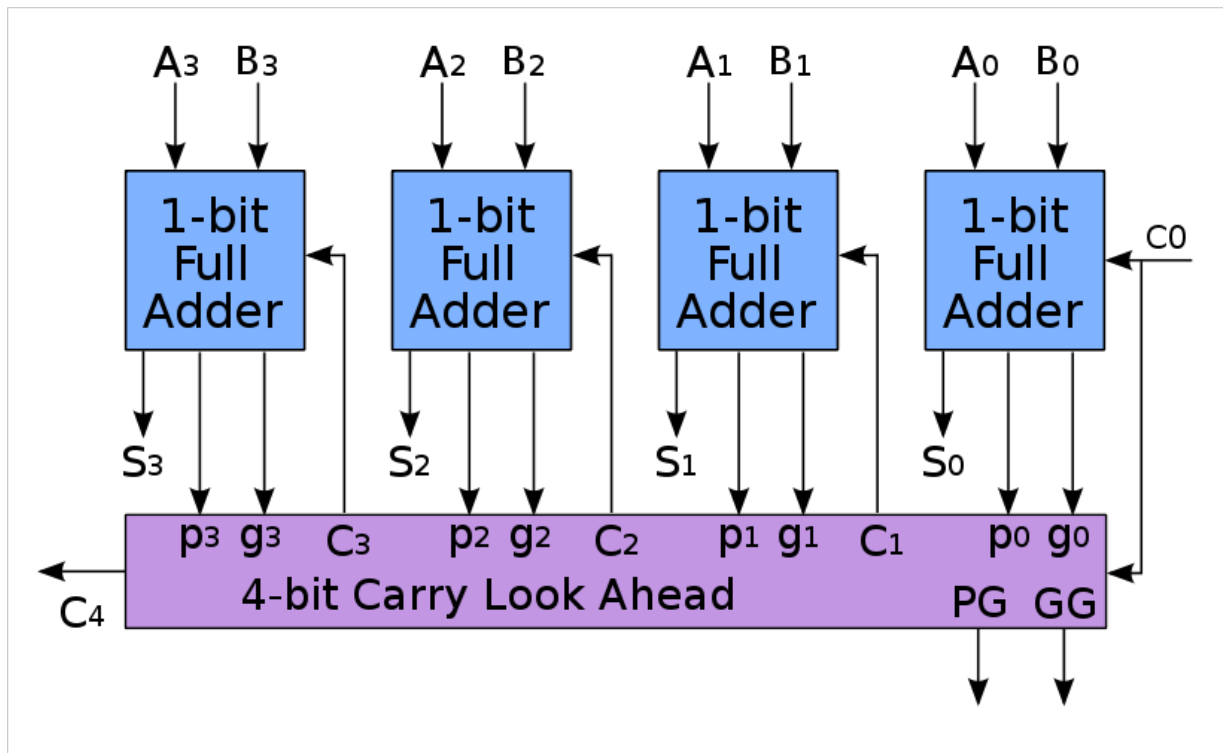 A3 B3 A2 B2 A1 B1 A0 B0
1-bit Full Adder
1-bit Full Adder
1-bit Full Adder
1-bit Full Adder
C0
S3 S2 S1 S0
p3 g3 C3 p2 g2 C2 p1 g1 C1 p0 g0
4-bit Carry Look Ahead
PG GG
C4